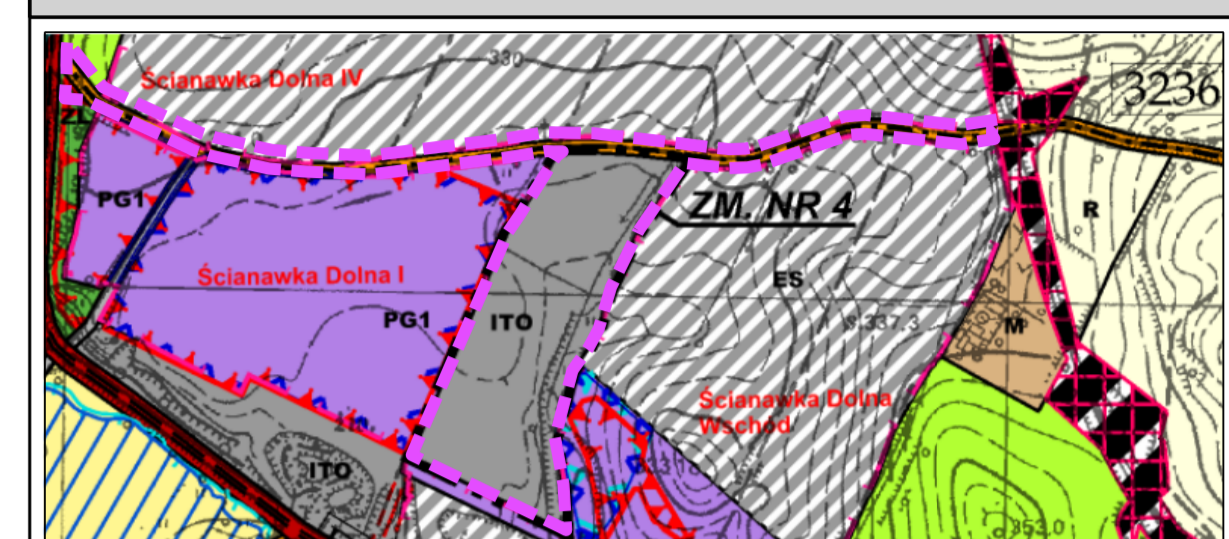 330
Ścianawka Dolna IV
3236
ZL
PG1
ZM. NR 4
R
Ścianawka Dolna I
ES
PG1
ITO
337,3
M
Ścianawka Dolna
Wschód
ITO
353,0